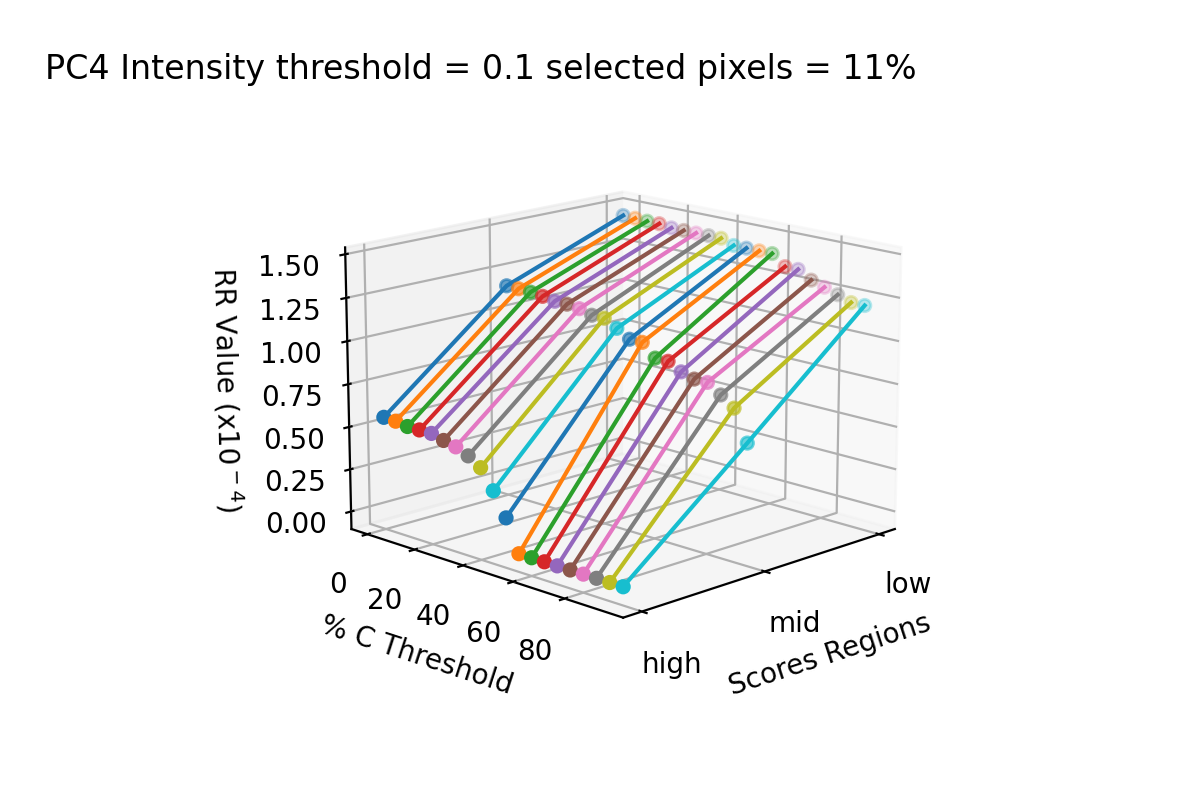 PC4 Intensity threshold = 0.1 selected pixels = 11%
RR Value (x10⁻⁴)
1.50
1.25
1.00
0.75
0.50
0.25
0.00
0
20
40
60
80
% C Threshold
high
mid
low
Scores Regions